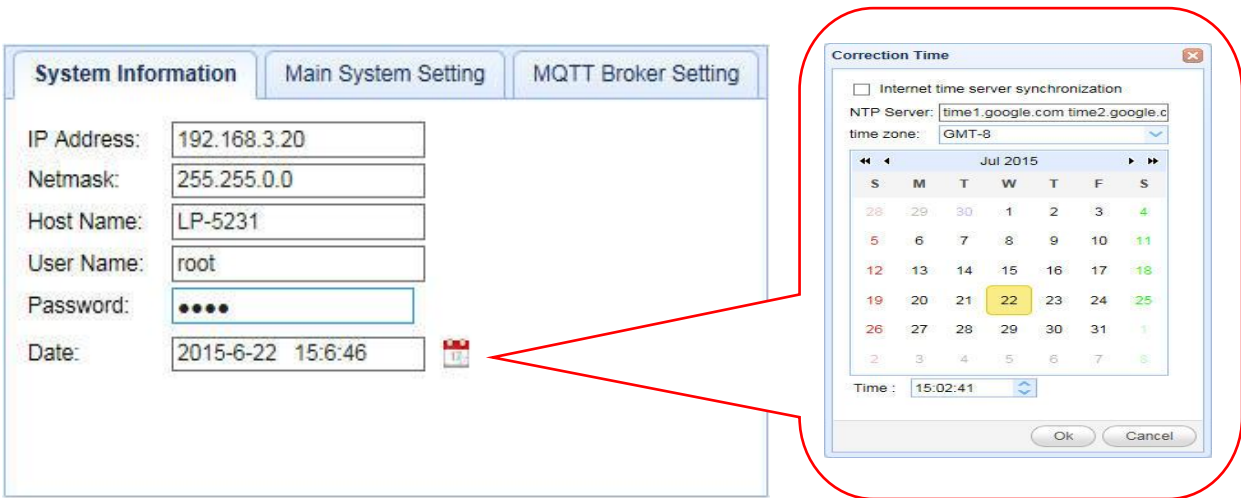 System Information Main System Setting MQTT Broker Setting
IP Address: 192.168.3.20
Netmask: 255.255.0.0
Host Name: LP-5231
User Name: root
Password: ●●●●
Date: 2015-6-22 15:6:46
17
Correction Time
Internet time server synchronization
NTP Server: time1.google.com time2.google.c
time zone: GMT-8
Jul 2015
S M T W T F S
28 29 30 1 2 3 4
5 6 7 8 9 10 11
12 13 14 15 16 17 18
19 20 21 22 23 24 25
26 27 28 29 30 31 1
2 3 4 5 6 7 8
Time : 15:02:41
Ok Cancel